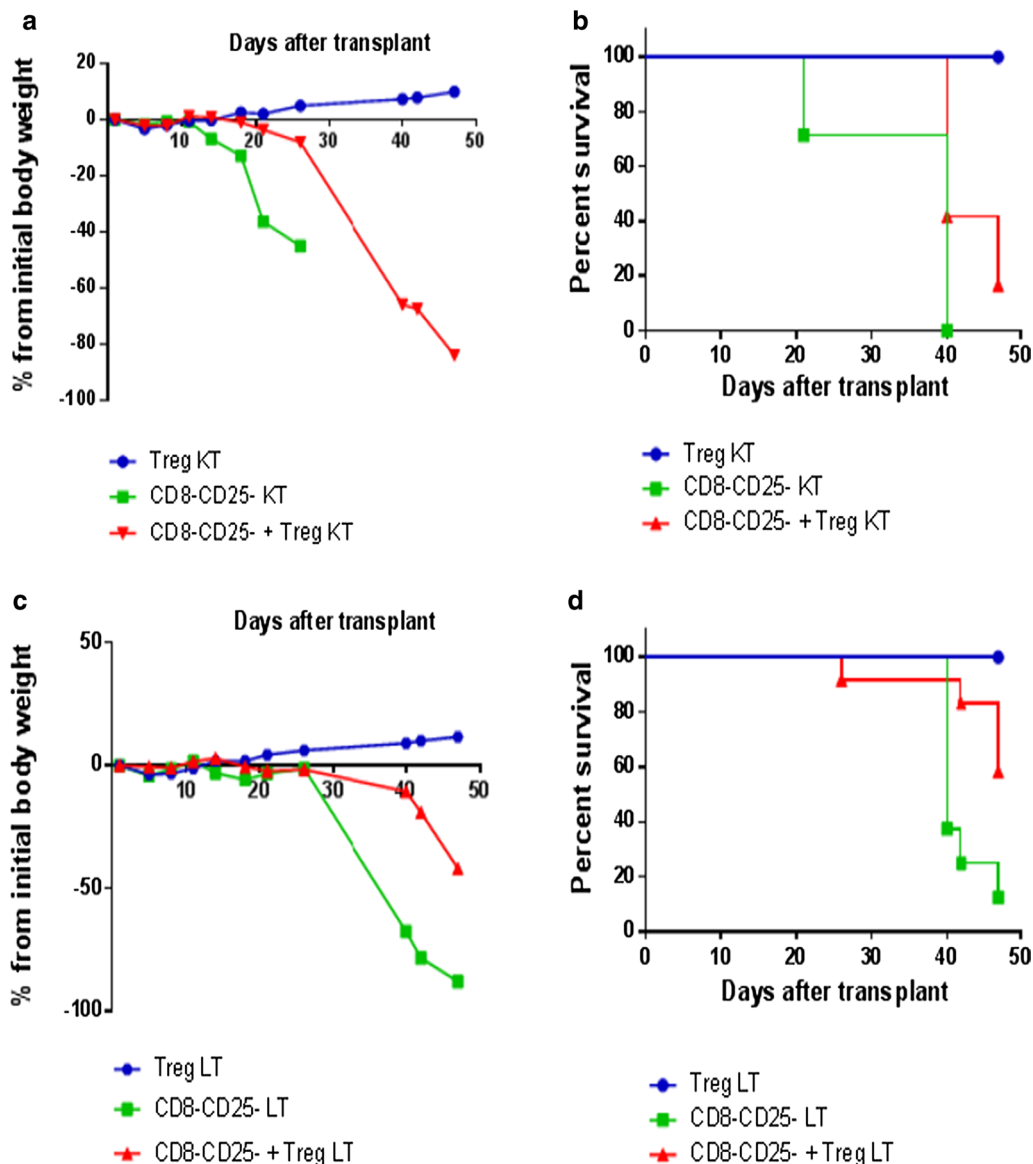 a
Days after transplant
% from initial body weight
20
0
-20
-40
-60
-80
-100
10 20 30 40 50
Treg KT
CD8-CD25- KT
CD8-CD25- + Treg KT
b
Percent survival
100
80
60
40
20
0
0 10 20 30 40 50
Days after transplant
Treg KT
CD8-CD25- KT
CD8-CD25- + Treg KT
c
Days after transplant
% from initial body weight
50
0
-50
-100
10 20 30 40 50
Treg LT
CD8-CD25- LT
CD8-CD25- + Treg LT
d
Percent survival
100
80
60
40
20
0
0 10 20 30 40 50
Days after transplant
Treg LT
CD8-CD25- LT
CD8-CD25- + Treg LT